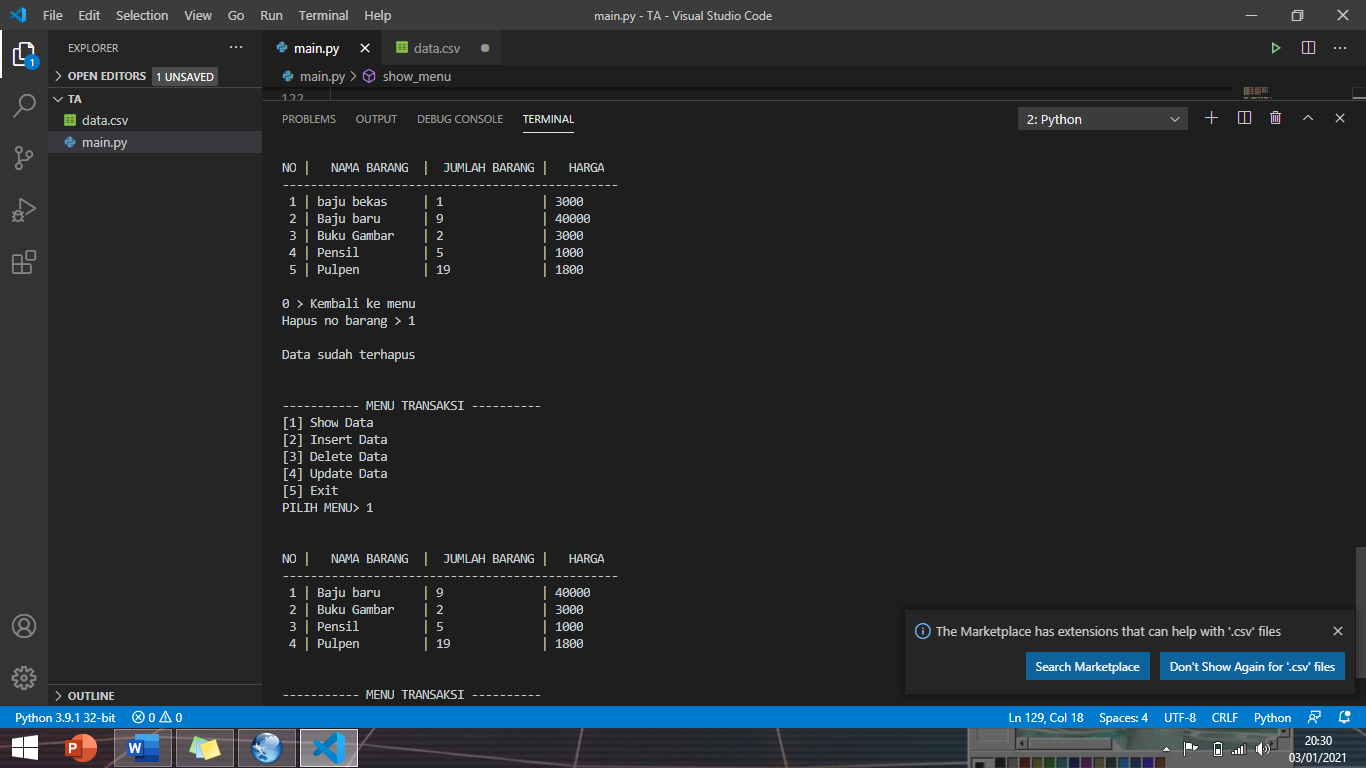 File Edit Selection View Go Run Terminal Help
main.py - TA - Visual Studio Code
EXPLORER
main.py
data.csv
1
OPEN EDITORS 1 UNSAVED
main.py > show_menu
122
TA
data.csv
main.py
PROBLEMS OUTPUT DEBUG CONSOLE TERMINAL
2: Python
NO | NAMA BARANG | JUMLAH BARANG | HARGA
------------------------------------------------
1 | baju bekas | 1 | 3000
2 | Baju baru | 9 | 40000
3 | Buku Gambar | 2 | 3000
4 | Pensil | 5 | 1000
5 | Pulpen | 19 | 1800
0 > Kembali ke menu
Hapus no barang > 1
Data sudah terhapus
----------- MENU TRANSAKSI ----------
[1] Show Data
[2] Insert Data
[3] Delete Data
[4] Update Data
[5] Exit
PILIH MENU> 1
NO | NAMA BARANG | JUMLAH BARANG | HARGA
------------------------------------------------
1 | Baju baru | 9 | 40000
2 | Buku Gambar | 2 | 3000
3 | Pensil | 5 | 1000
4 | Pulpen | 19 | 1800
----------- MENU TRANSAKSI ----------
The Marketplace has extensions that can help with '.csv' files
Search Marketplace
Don't Show Again for '.csv' files
OUTLINE
Python 3.9.1 32-bit 0 0
Ln 129, Col 18 Spaces: 4 UTF-8 CRLF Python
20:30
03/01/2021